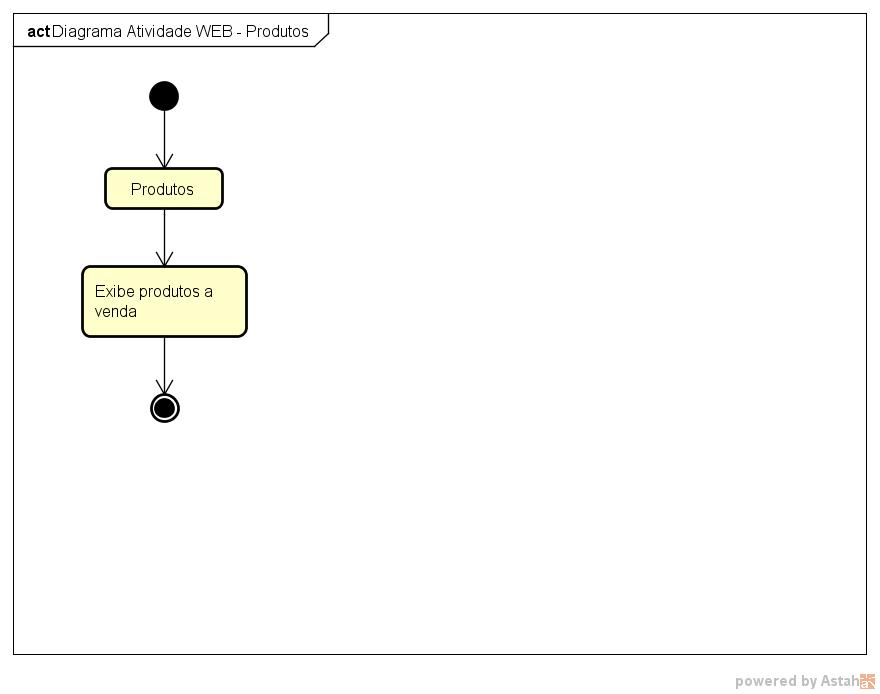 act Diagrama Atividade WEB - Produtos
Produtos
Exibe produtos a
venda
powered by Astah